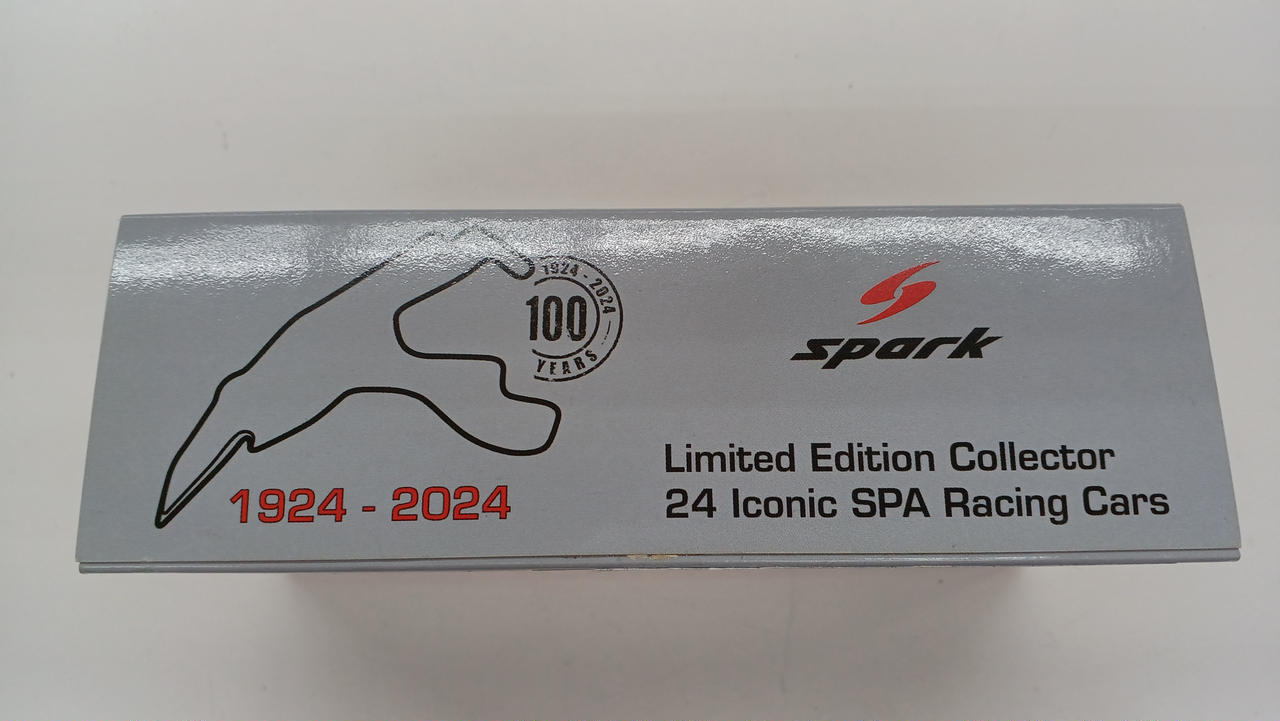 1924 - 2024
100
YEARS
1924 - 2024
spark
Limited Edition Collector
24 Iconic SPA Racing Cars